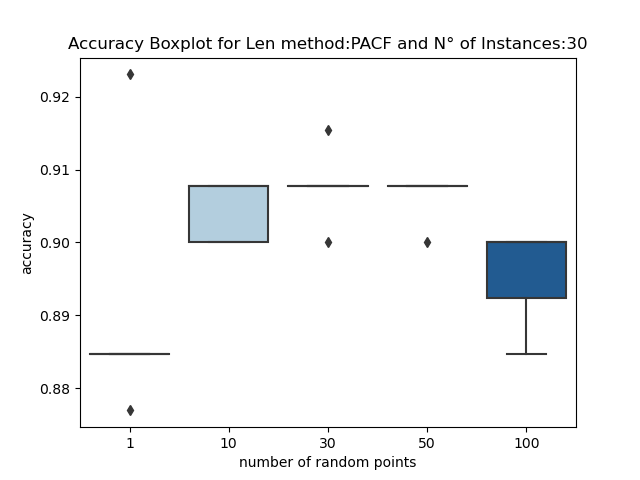 Accuracy Boxplot for Len method:PACF and N° of Instances:30
0.92
0.91
0.90
0.89
0.88
accuracy
1 10 30 50 100
number of random points